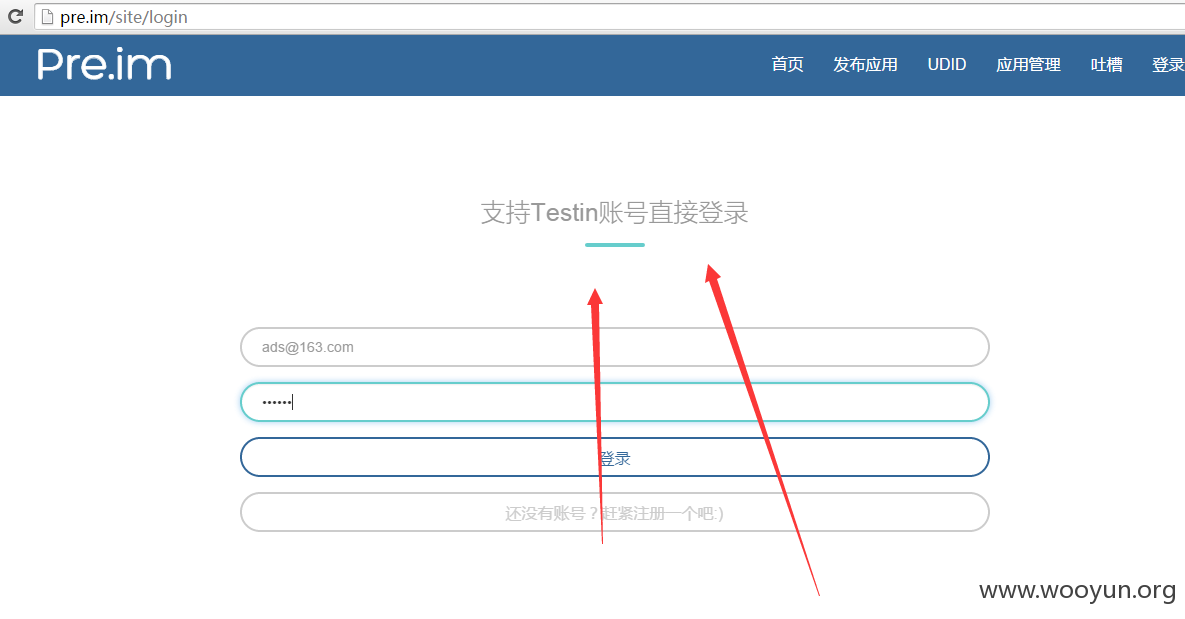 pre.im/site/login
Pre.im
首页 发布应用 UDID 应用管理 吐槽 登录
支持Testin账号直接登录
ads@163.com
••••••
登录
还没有账号？赶紧注册一个吧:)
www.wooyun.org